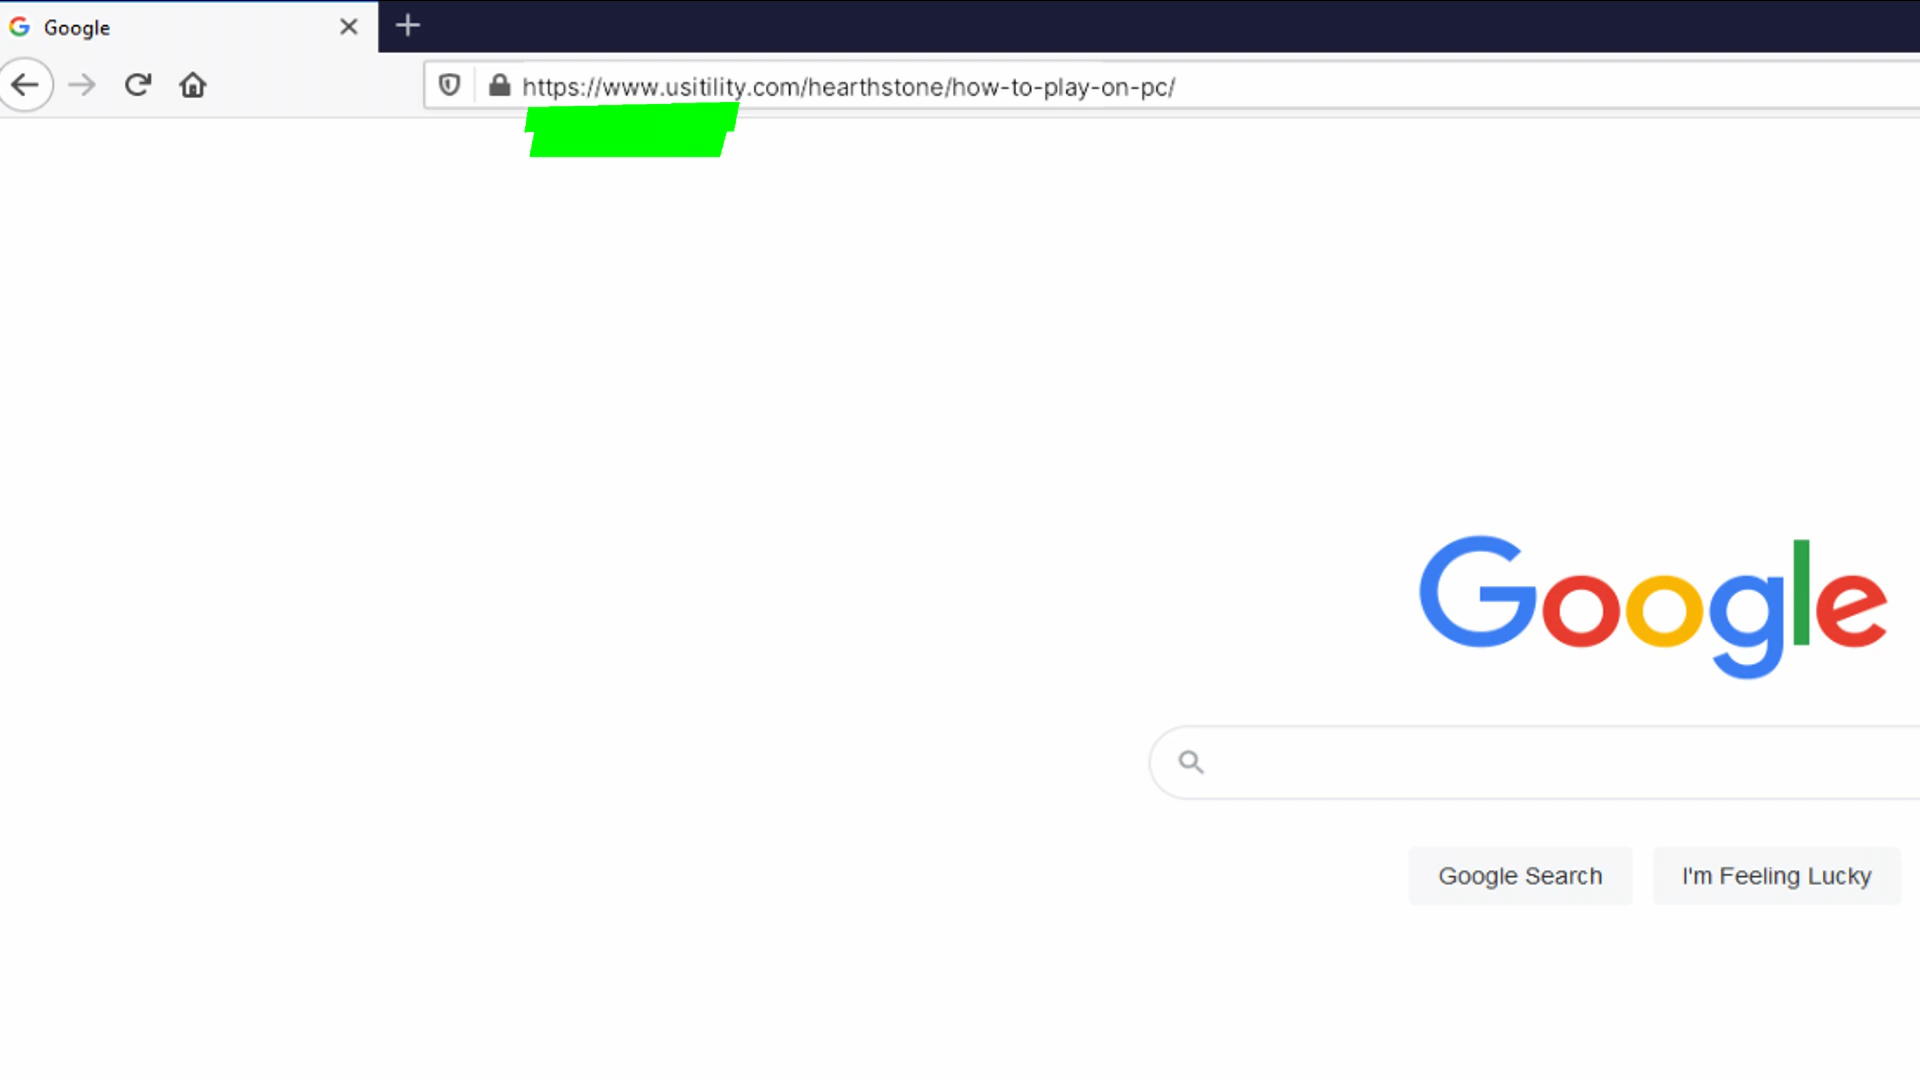 Google
https://www.usitility.com/hearthstone/how-to-play-on-pc/
Google
Google Search
I'm Feeling Lucky